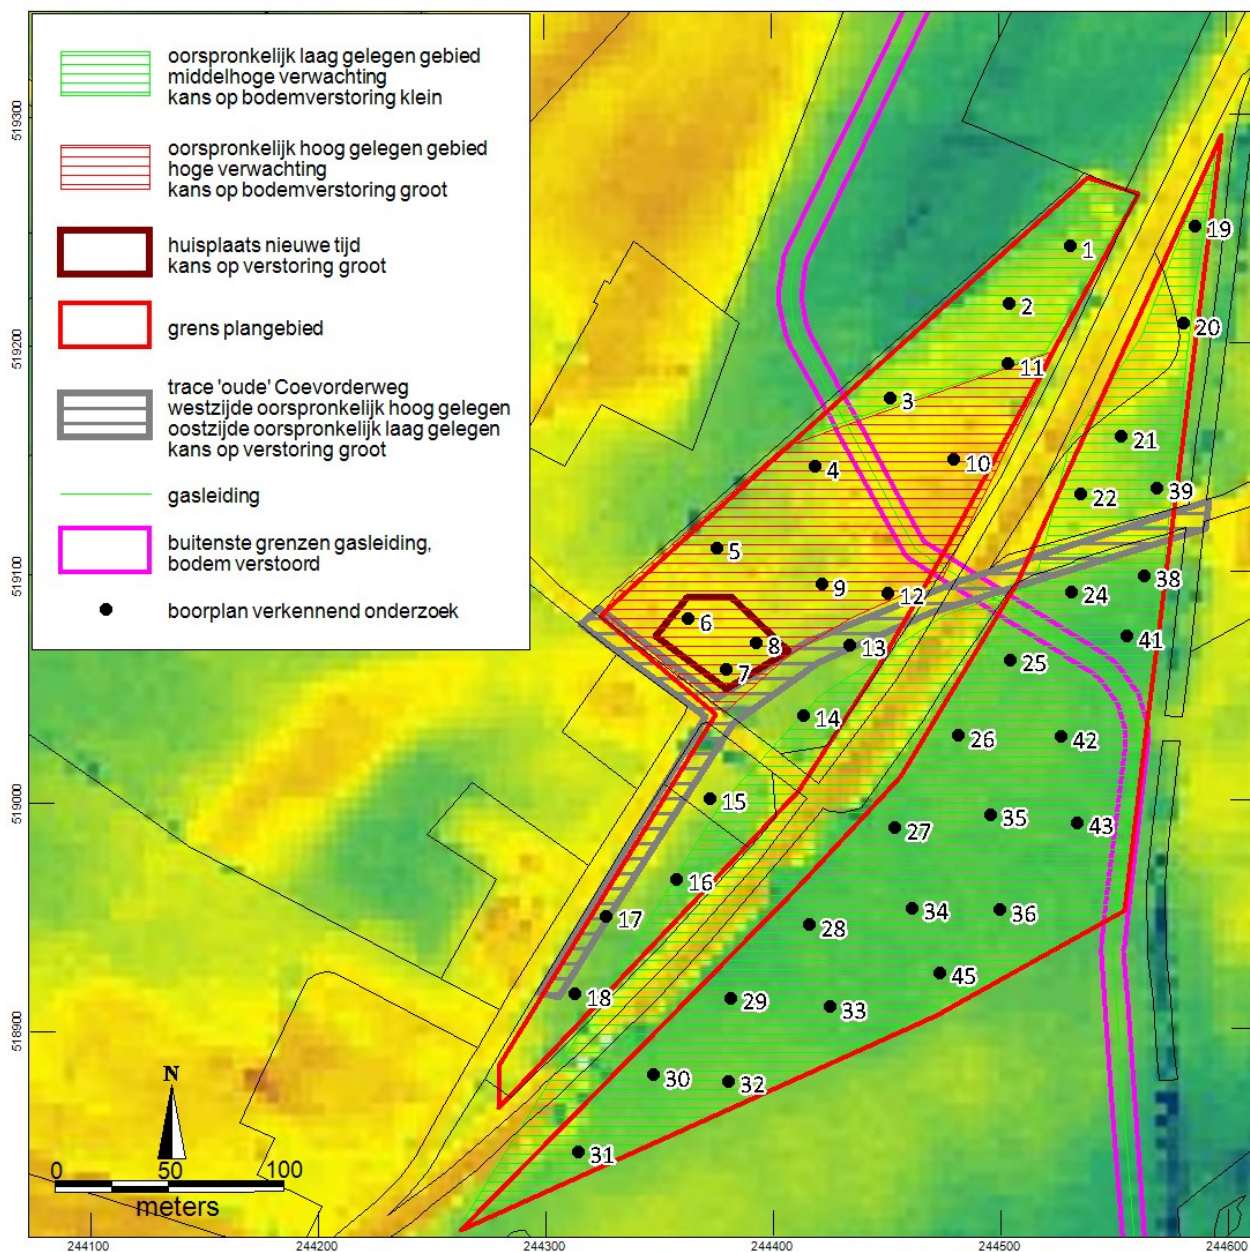 oorspronkelijk laag gelegen gebied
middelhoge verwachting
kans op bodemverstoring klein
oorspronkelijk hoog gelegen gebied
hoge verwachting
kans op bodemverstoring groot
huisplaats nieuwe tijd
kans op verstoring groot
grens plangebied
trace 'oude' Coevorderweg
westzijde oorspronkelijk hoog gelegen
oostzijde oorspronkelijk laag gelegen
kans op verstoring groot
gasleiding
buitenste grenzen gasleiding,
bodem verstoord
boorplan verkennend onderzoek
519300
519200
519100
519000
518900
1
2
3
4
5
6
7
8
9
10
11
12
13
14
15
16
17
18
19
20
21
22
39
38
24
41
25
26
42
27
35
43
28
34
36
45
29
33
30
32
31
N
0 50 100
meters
244100
244200
244300
244400
244500
244600